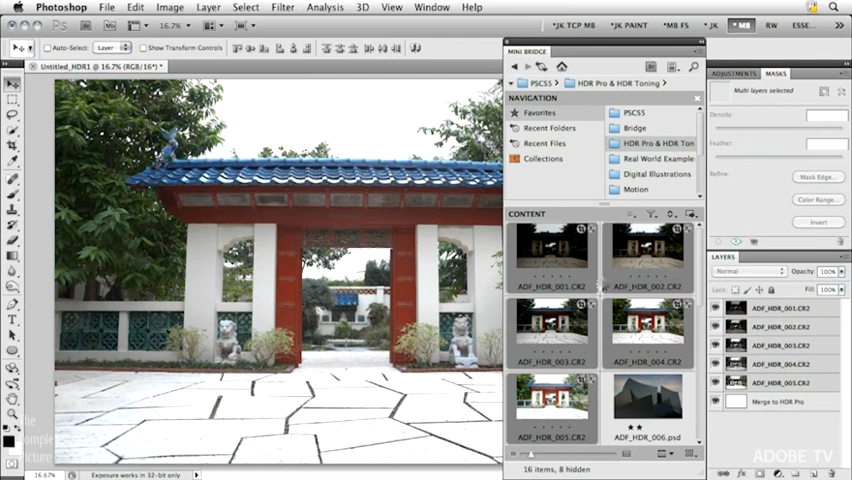 Photoshop File Edit Image Layer Select Filter Analysis 3D View Window Help
Ps 16.7% *JK TCP MB *JK PAINT *MB F5 *JK *MB RW ESSE...
Auto-Select: Layer Show Transform Controls
Untitled_HDR1 @ 16.7% (RGB/16*) *
MINI BRIDGE
PSCS5 HDR Pro & HDR Toning
NAVIGATION
Favorites
Recent Folders
Recent Files
Collections
PSCS5
Bridge
HDR Pro & HDR Ton
Real World Example
Digital Illustrations
Motion
CONTENT
ADF_HDR_001.CR2 ADF_HDR_002.CR2
ADF_HDR_003.CR2 ADF_HDR_004.CR2
ADF_HDR_005.CR2 ADF_HDR_006.psd
16 items, 8 hidden
ADJUSTMENTS MASKS
Multi layers selected
Density:
Feather:
Refine: Mask Edge...
Color Range...
Invert
LAYERS
Normal Opacity: 100%
Lock: Fill: 100%
ADF_HDR_001.CR2
ADF_HDR_002.CR2
ADF_HDR_003.CR2
ADF_HDR_004.CR2
ADF_HDR_005.CR2
Merge to HDR Pro
The
Complete
Picture
16.67% Exposure works in 32-bit only
ADOBE TV